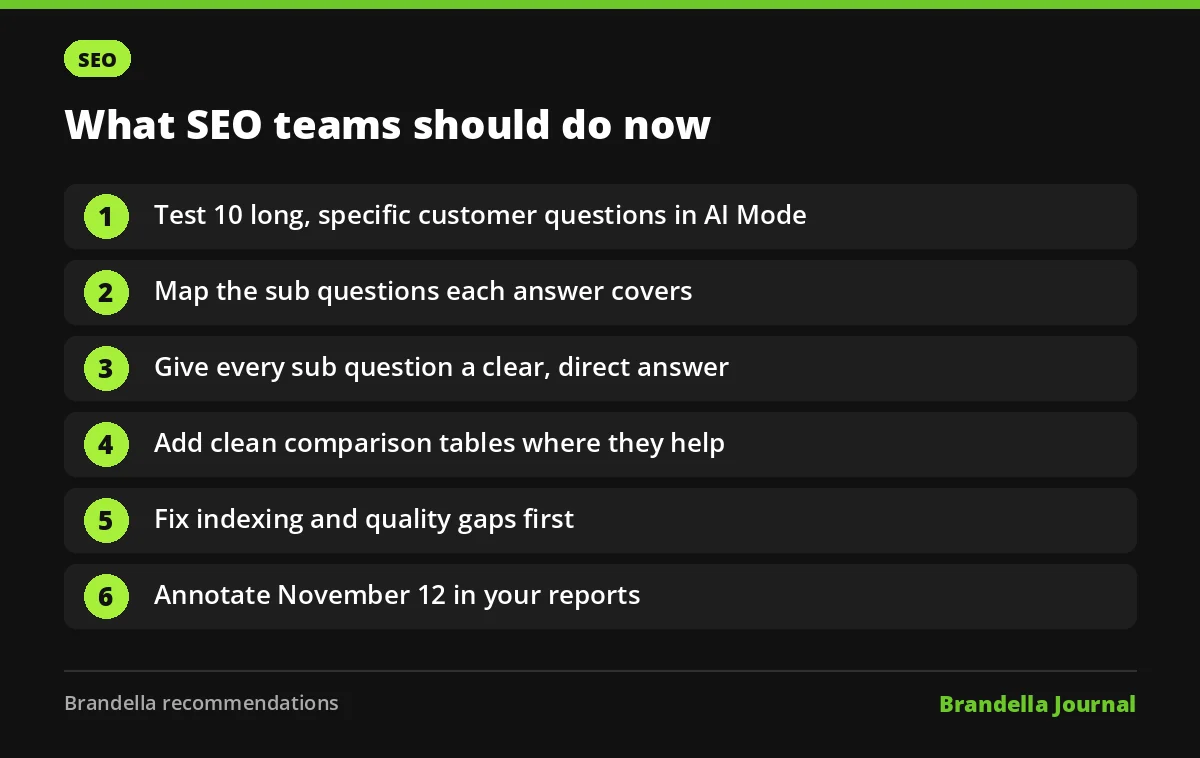 SEO
What SEO teams should do now
1 Test 10 long, specific customer questions in AI Mode
2 Map the sub questions each answer covers
3 Give every sub question a clear, direct answer
4 Add clean comparison tables where they help
5 Fix indexing and quality gaps first
6 Annotate November 12 in your reports
Brandella recommendations
Brandella Journal